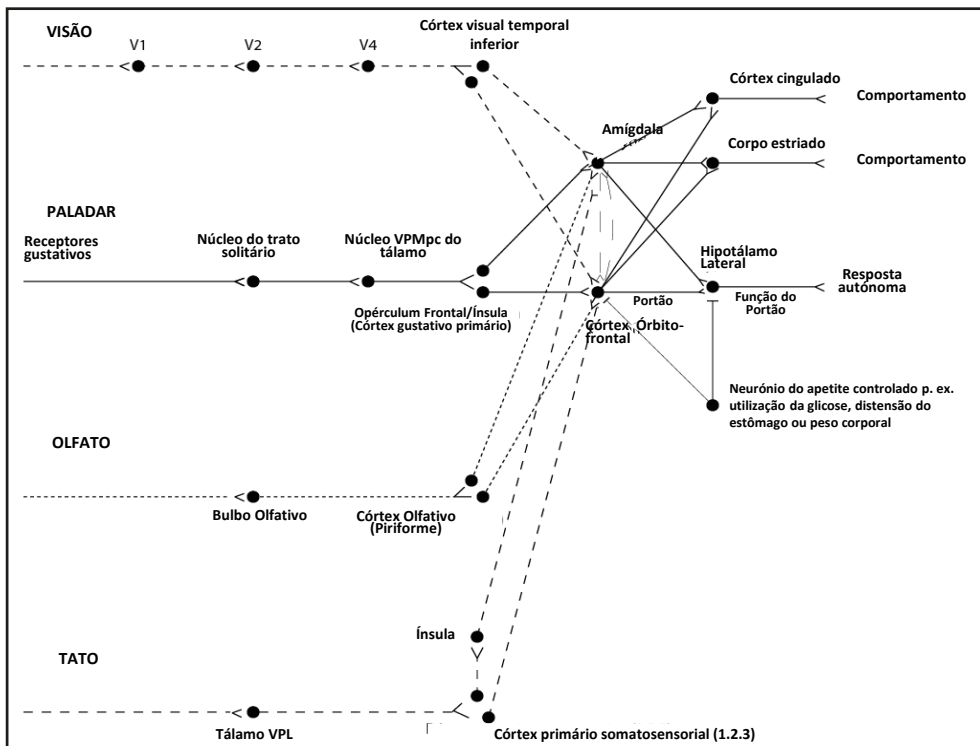 VISÃO
V1
V2
V4
Córtex visual temporal
inferior
Córtex cingulado
Comportamento
Amígdala
Corpo estriado
Comportamento
PALADAR
Receptores
gustativos
Núcleo do trato
solitário
Núcleo VPMpc do
tálamo
Opérculum Frontal/Ínsula
(Córtex gustativo primário)
Hipotálamo
Lateral
Resposta
autónoma
Portão
Função do
Portão
Córtex Órbito-
frontal
Neurónio do apetite controlado p. ex.
utilização da glicose, distensão do
estômago ou peso corporal
OLFATO
Bulbo Olfativo
Córtex Olfativo
(Piriforme)
Ínsula
TATO
Tálamo VPL
Córtex primário somatosensorial (1.2.3)